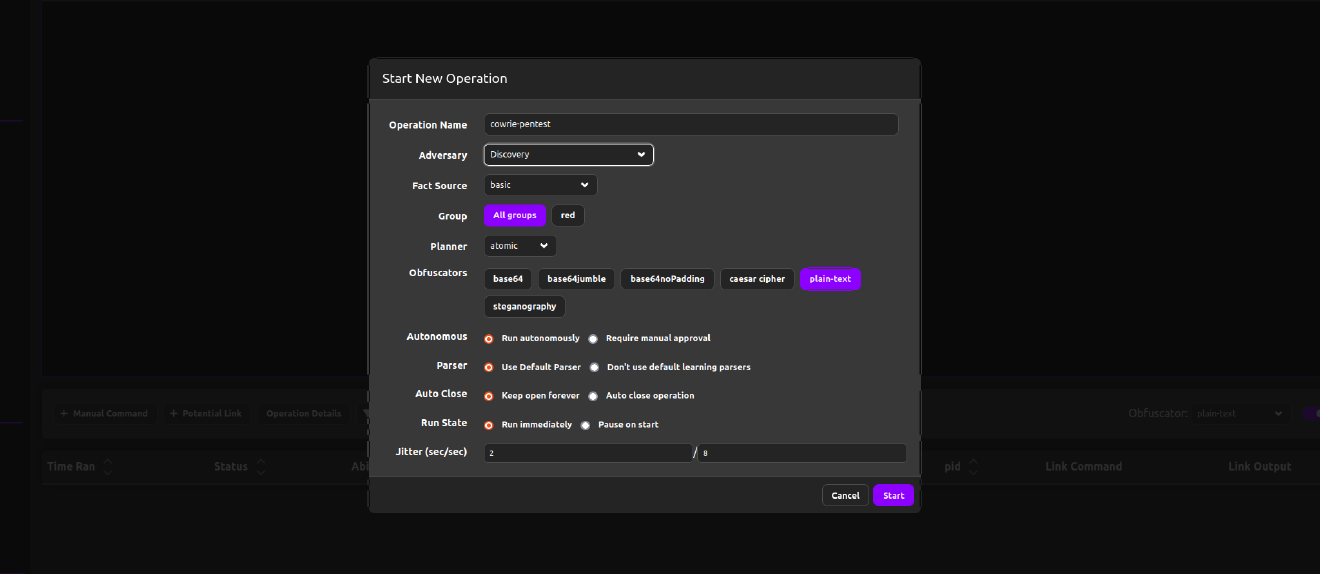 Start New Operation
Operation Name cowrie-pentest
Adversary Discovery
Fact Source basic
Group All groups red
Planner atomic
Obfuscators base64 base64jumble base64noPadding caesar cipher plain-text
steganography
Autonomous Run autonomously Require manual approval
Parser Use Default Parser Don't use default learning parsers
Auto Close Keep open forever Auto close operation
+ Manual Command + Potential Link Operation Details Obfuscator: plain-text
Run State Run immediately Pause on start
Jitter (sec/sec) 2 / 8
Time Ran Status Abi pid Link Command Link Output
Cancel Start